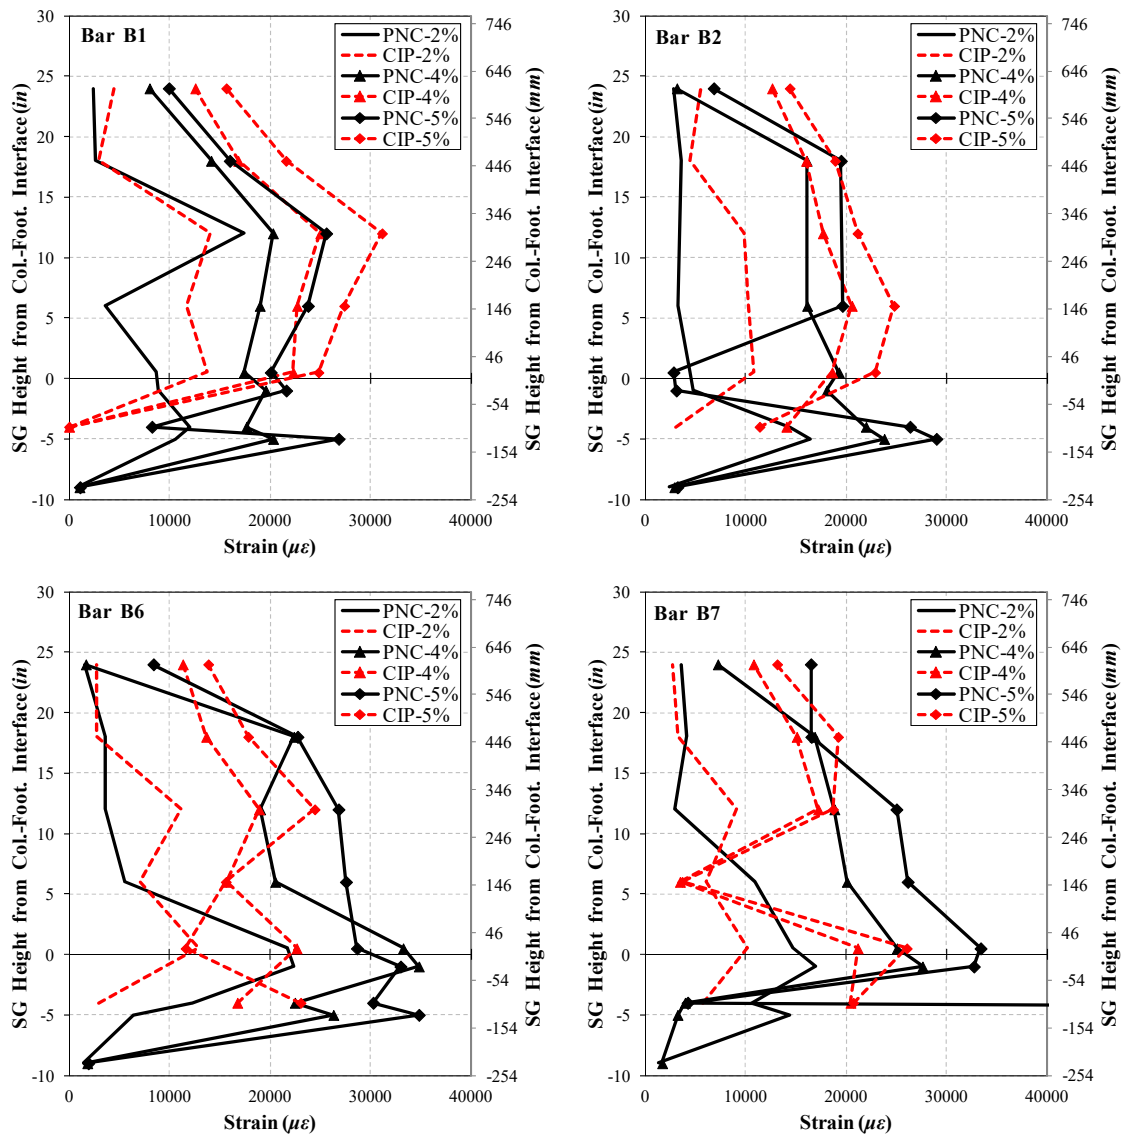 Bar B1
PNC-2%
CIP-2%
PNC-4%
CIP-4%
PNC-5%
CIP-5%
SG Height from Col.-Foot. Interface (in)
30
25
20
15
10
5
0
-5
-10
746
646
546
446
346
246
146
46
-54
-154
-254
SG Height from Col.-Foot. Interface (mm)
0
10000
20000
30000
40000
Strain (με)
Bar B2
PNC-2%
CIP-2%
PNC-4%
CIP-4%
PNC-5%
CIP-5%
SG Height from Col.-Foot. Interface (in)
30
25
20
15
10
5
0
-5
-10
746
646
546
446
346
246
146
46
-54
-154
-254
SG Height from Col.-Foot. Interface (mm)
0
10000
20000
30000
40000
Strain (με)
Bar B6
PNC-2%
CIP-2%
PNC-4%
CIP-4%
PNC-5%
CIP-5%
SG Height from Col.-Foot. Interface (in)
30
25
20
15
10
5
0
-5
-10
746
646
546
446
346
246
146
46
-54
-154
-254
SG Height from Col.-Foot. Interface (mm)
0
10000
20000
30000
40000
Strain (με)
Bar B7
PNC-2%
CIP-2%
PNC-4%
CIP-4%
PNC-5%
CIP-5%
SG Height from Col.-Foot. Interface (in)
30
25
20
15
10
5
0
-5
-10
746
646
546
446
346
246
146
46
-54
-154
-254
SG Height from Col.-Foot. Interface (mm)
0
10000
20000
30000
40000
Strain (με)